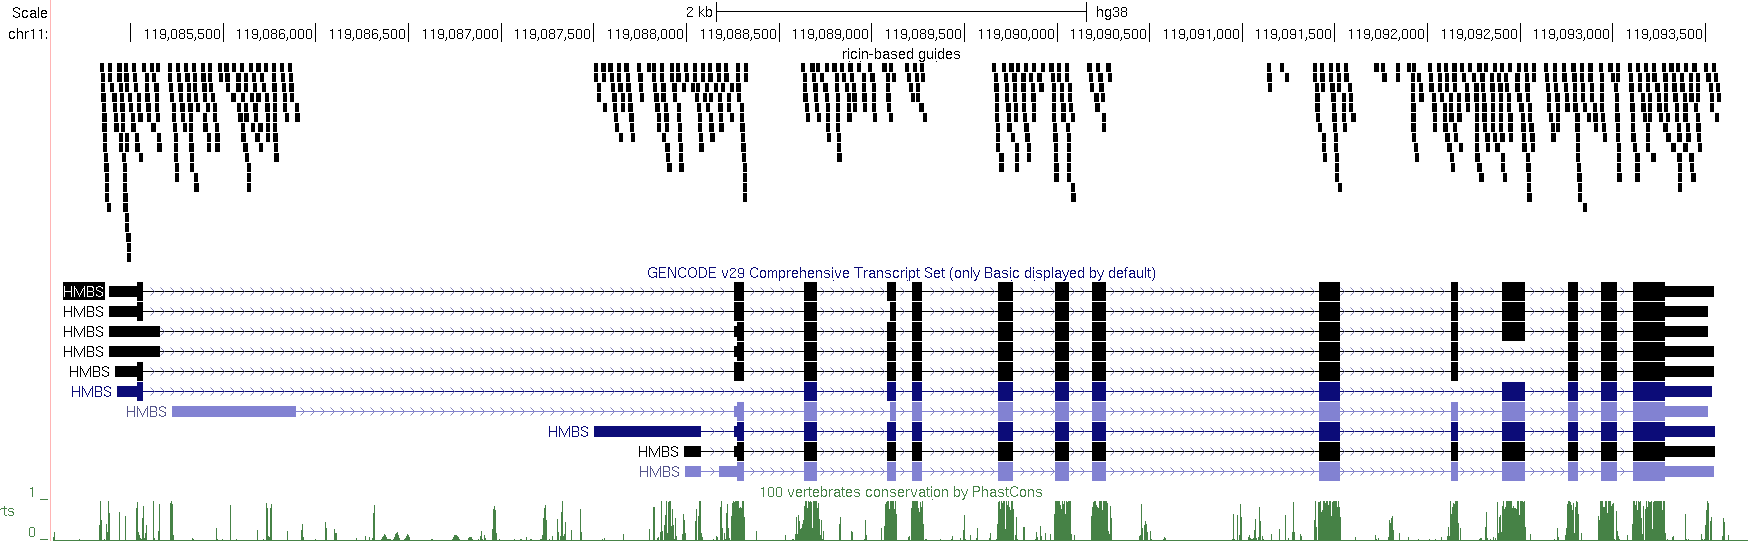 Scale 2 kb hg38
chr11: 119,085,500 119,086,000 119,086,500 119,087,000 119,087,500 119,088,000 119,088,500 119,089,000 119,089,500 119,090,000 119,090,500 119,091,000 119,091,500 119,092,000 119,092,500 119,093,000 119,093,500
ricin-based guides
GENCODE v29 Comprehensive Transcript Set (only Basic displayed by default)
HMBS
HMBS
HMBS
HMBS
HMBS
HMBS
HMBS
HMBS
HMBS
HMBS
100 vertebrates conservation by PhastCons
1
rts
0